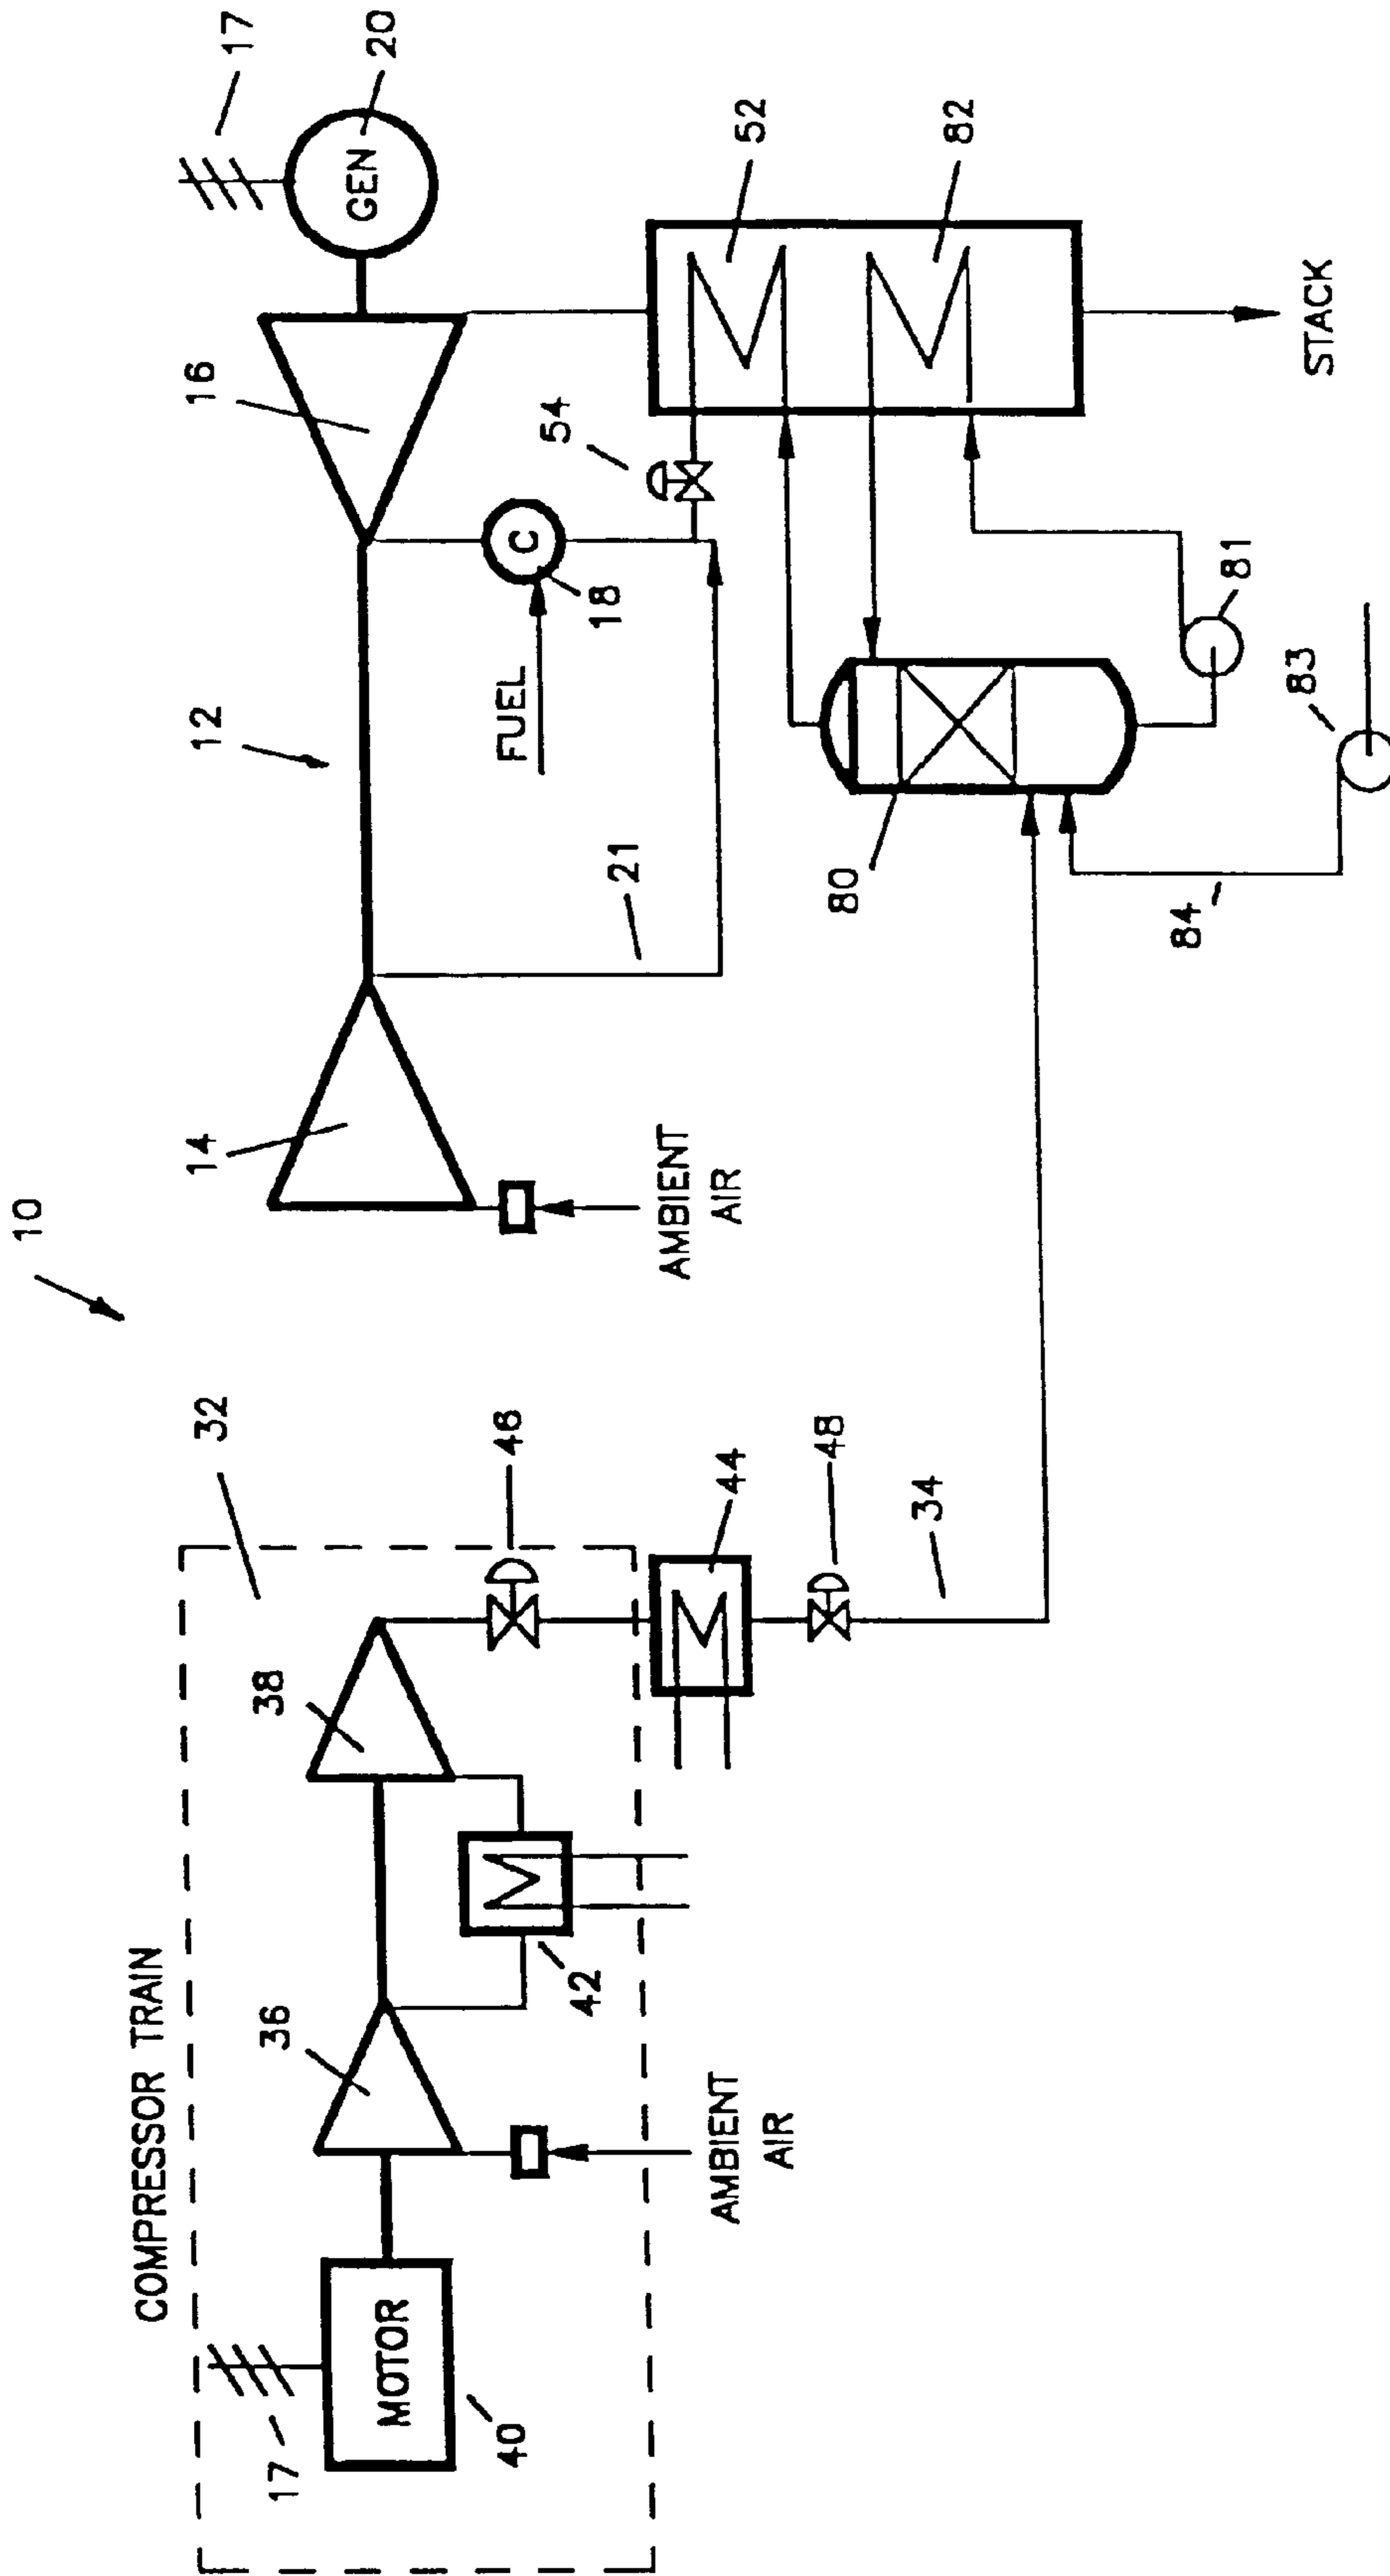 10
COMPRESSOR TRAIN
32
17
MOTOR
40
36
38
42
46
44
48
34
AMBIENT
AIR
12
14
16
17
GEN
20
FUEL
C
18
21
54
52
82
AMBIENT
AIR
80
81
83
84
STACK